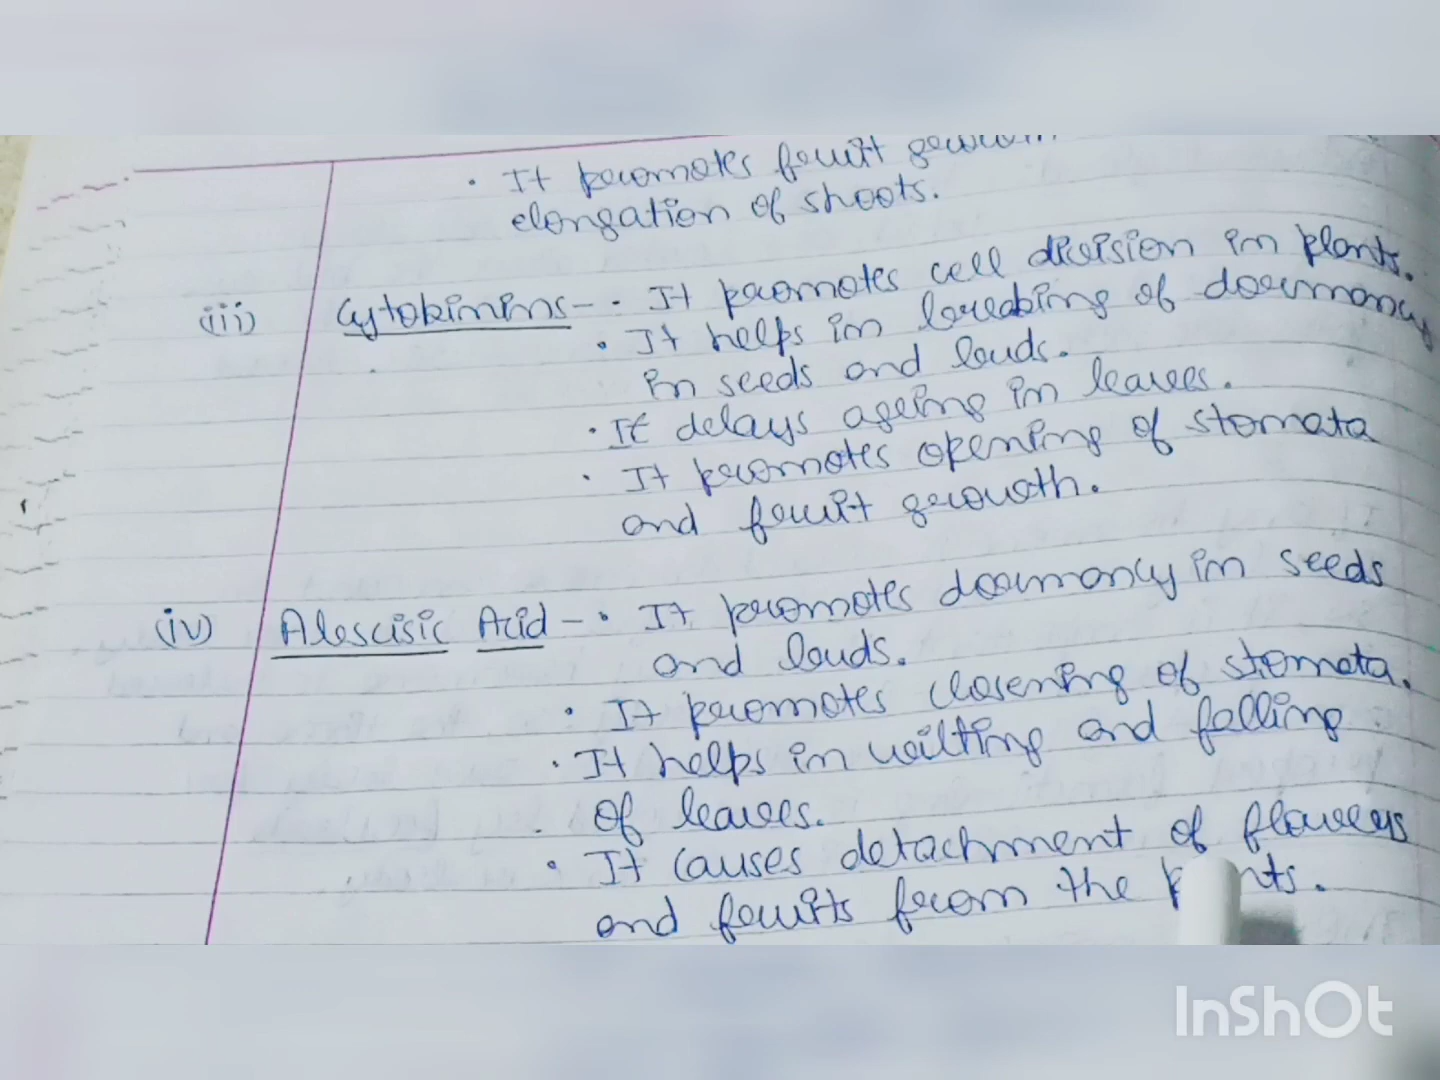 • It promotes fruit growth
elongation of shoots.
(iii) Cytokinins - • It promotes cell division in plants.
• It helps in breaking of dormancy
in seeds and buds.
• It delays ageing in leaves.
• It promotes opening of stomata
and fruit growth.
(iv) Abscisic Acid - • It promotes dormancy in seeds
and buds.
• It promotes closening of stomata.
• It helps in wilting and falling
of leaves.
• It causes detachment of flowers
and fruits from the
InShOt